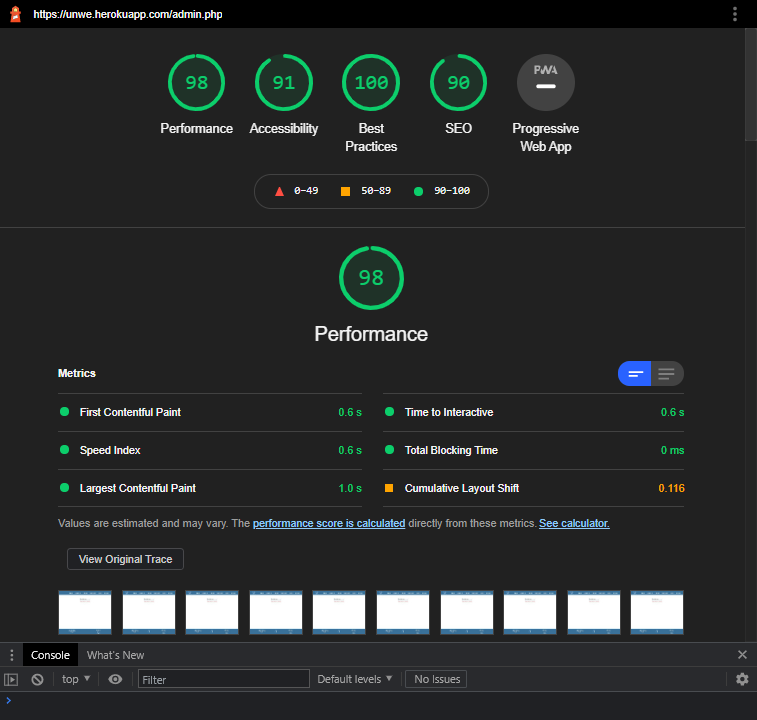 https://unwe.herokuapp.com/admin.php
98 91 100 90 PWA
Performance Accessibility Best Practices SEO Progressive Web App
0–49 50–89 90–100
98
Performance
Metrics
First Contentful Paint 0.6 s Time to Interactive 0.6 s
Speed Index 0.6 s Total Blocking Time 0 ms
Largest Contentful Paint 1.0 s Cumulative Layout Shift 0.116
Values are estimated and may vary. The performance score is calculated directly from these metrics. See calculator.
View Original Trace
Console What's New
top Filter Default levels No Issues